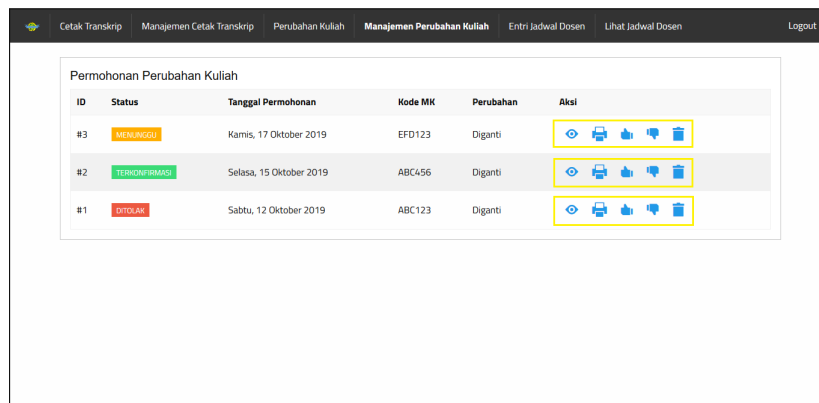 Cetak Transkrip Manajemen Cetak Transkrip Perubahan Kuliah Manajemen Perubahan Kuliah Entri Jadwal Dosen Lihat Jadwal Dosen Logout
Permohonan Perubahan Kuliah
ID Status Tanggal Permohonan Kode MK Perubahan Aksi
#3 MENUNGGU Kamis, 17 Oktober 2019 EFD123 Diganti
#2 TERKONFIRMASI Selasa, 15 Oktober 2019 ABC456 Diganti
#1 DITOLAK Sabtu, 12 Oktober 2019 ABC123 Diganti